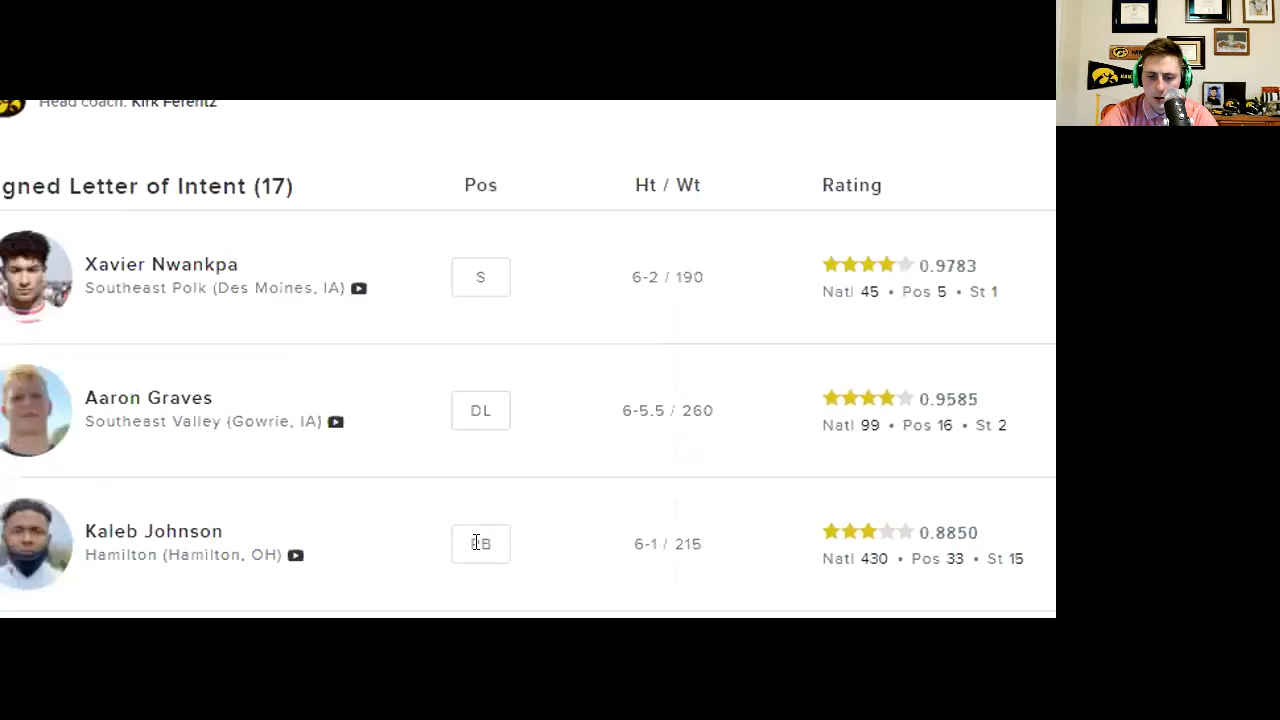 Head coach: Kirk Ferentz
gned Letter of Intent (17) Pos Ht / Wt Rating
Xavier Nwankpa
Southeast Polk (Des Moines, IA)
S
6-2 / 190
0.9783
Natl 45 • Pos 5 • St 1
Aaron Graves
Southeast Valley (Gowrie, IA)
DL
6-5.5 / 260
0.9585
Natl 99 • Pos 16 • St 2
Kaleb Johnson
Hamilton (Hamilton, OH)
RB
6-1 / 215
0.8850
Natl 430 • Pos 33 • St 15